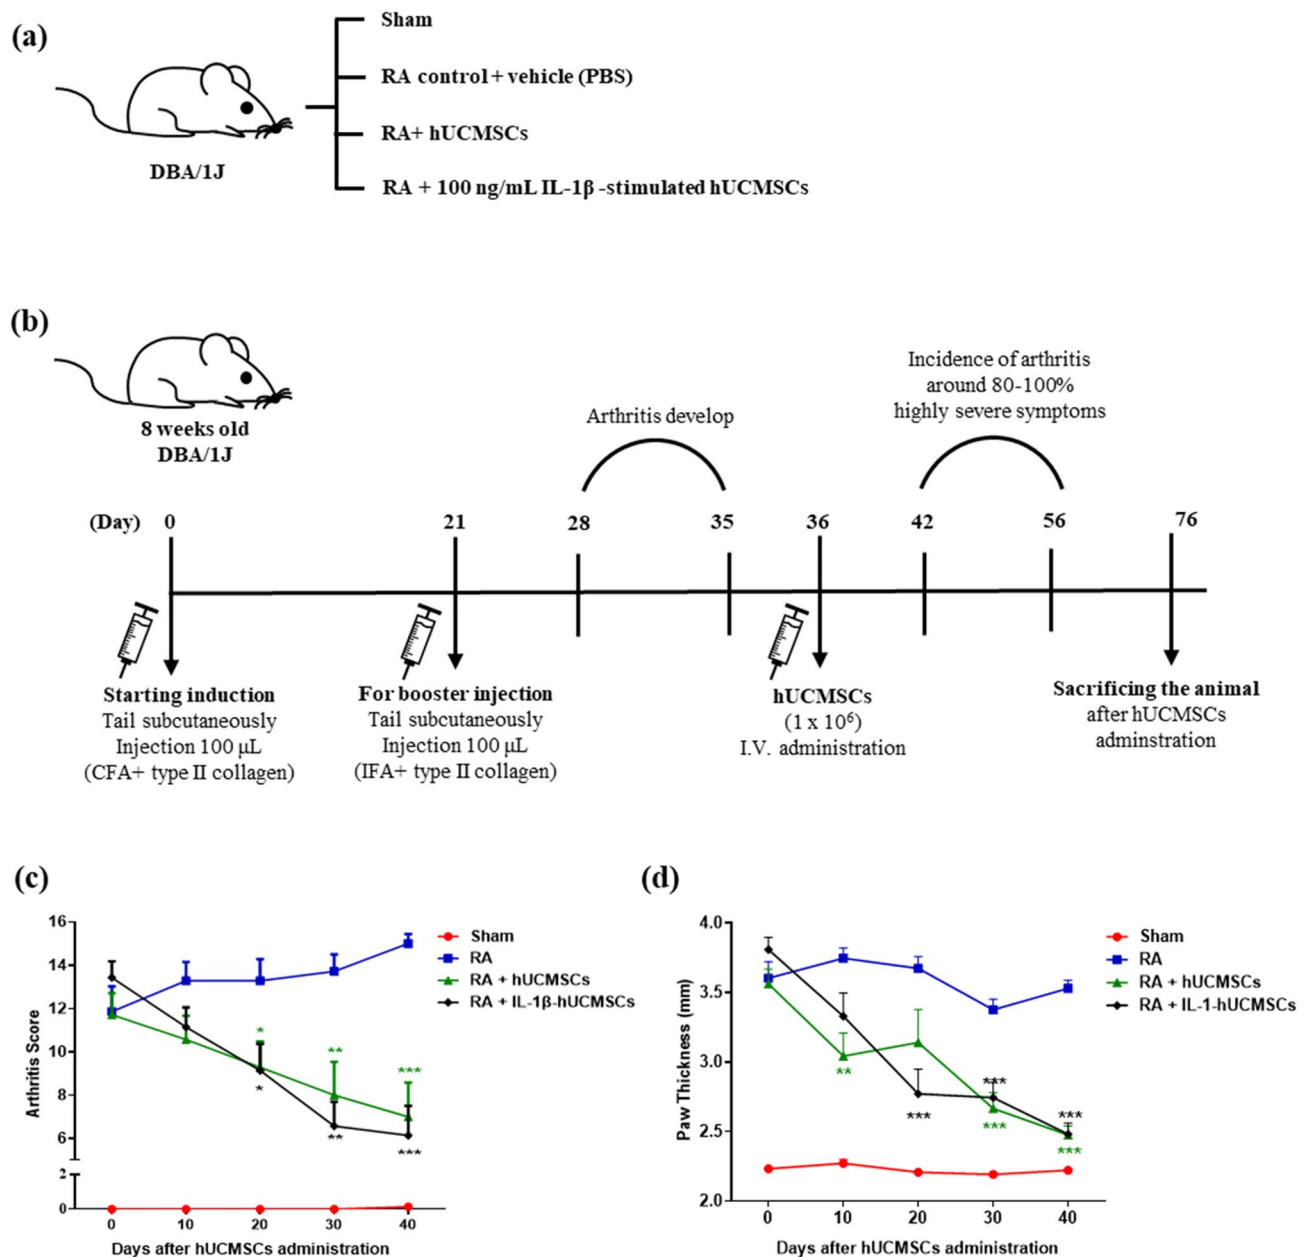 (a)
Sham
RA control + vehicle (PBS)
RA+ hUCMSCs
RA + 100 ng/mL IL-1β -stimulated hUCMSCs
DBA/1J
(b)
8 weeks old
DBA/1J
Arthritis develop
Incidence of arthritis
around 80-100%
highly severe symptoms
(Day) 0 21 28 35 36 42 56 76
Starting induction
Tail subcutaneously
Injection 100 µL
(CFA+ type II collagen)
For booster injection
Tail subcutaneously
Injection 100 µL
(IFA+ type II collagen)
hUCMSCs
(1 x 10⁶)
I.V. administration
Sacrificing the animal
after hUCMSCs
adminstration
(c)
Arthritis Score
16
14
12
10
8
6
2
0
0 10 20 30 40
Days after hUCMSCs administration
Sham
RA
RA + hUCMSCs
RA + IL-1β-hUCMSCs
*
**
***
*
**
***
(d)
Paw Thickness (mm)
4.0
3.5
3.0
2.5
2.0
0 10 20 30 40
Days after hUCMSCs administration
Sham
RA
RA + hUCMSCs
RA + IL-1-hUCMSCs
**
***
***
***
***
***